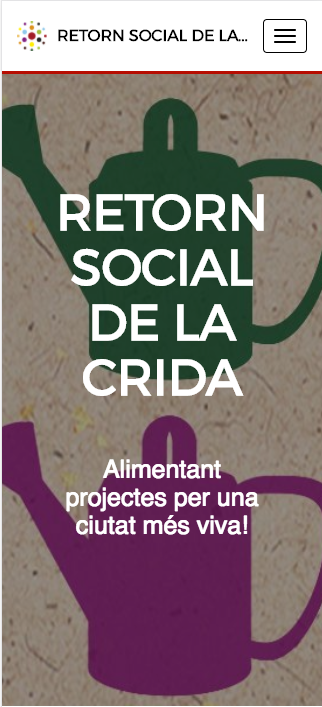 RETORN SOCIAL DE LA...
RETORN
SOCIAL
DE LA
CRIDA
Alimentant
projectes per una
ciutat més viva!